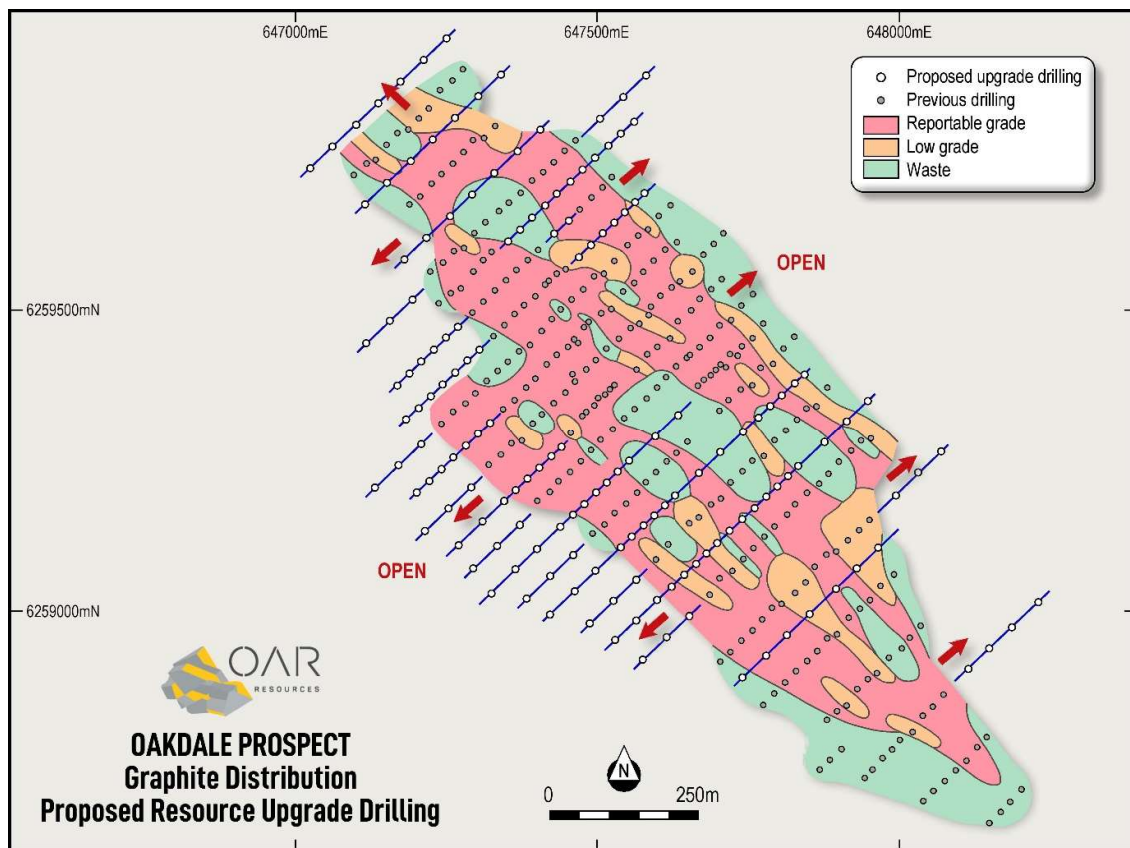 647000mE
647500mE
648000mE
Proposed upgrade drilling
Previous drilling
Reportable grade
Low grade
Waste
OPEN
6259500mN
OPEN
6259000mN
OAR
RESOURCES
OAKDALE PROSPECT
Graphite Distribution
Proposed Resource Upgrade Drilling
N
0
250m